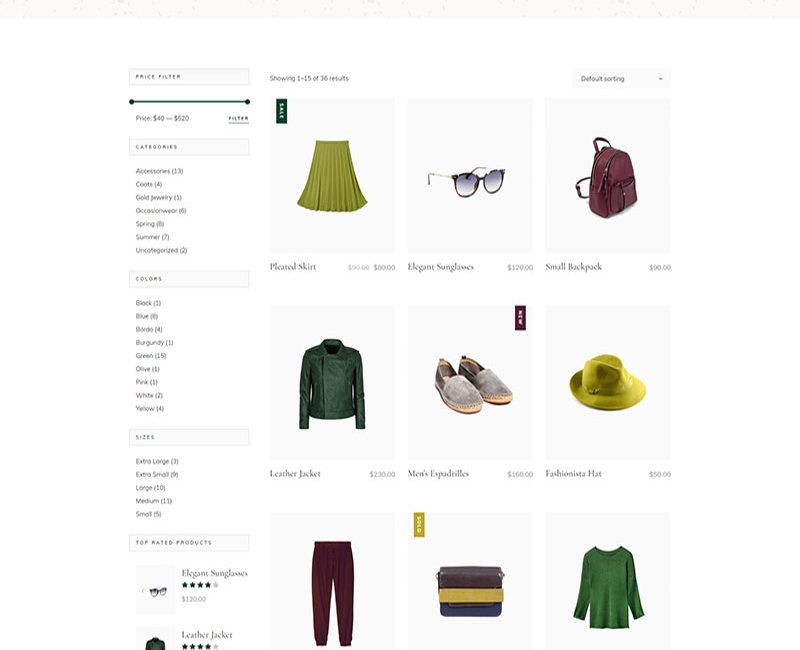 PRICE FILTER
Price: $40 — $520
FILTER
CATEGORIES
Accessories (13)
Coats (4)
Gold Jewelry (1)
Occasionwear (6)
Spring (8)
Summer (7)
Uncategorized (2)
COLORS
Black (1)
Blue (8)
Bordo (4)
Burgundy (1)
Green (15)
Olive (1)
Pink (1)
White (2)
Yellow (4)
SIZES
Extra Large (3)
Extra Small (9)
Large (10)
Medium (11)
Small (5)
TOP RATED PRODUCTS
Elegant Sunglasses
$120.00
Leather Jacket
Showing 1–15 of 36 results
Default sorting
SALE
Pleated Skirt $90.00 $80.00
Elegant Sunglasses $120.00
Small Backpack $90.00
NEW
Leather Jacket $230.00
Men's Espadrilles $160.00
Fashionista Hat $50.00
SOLD